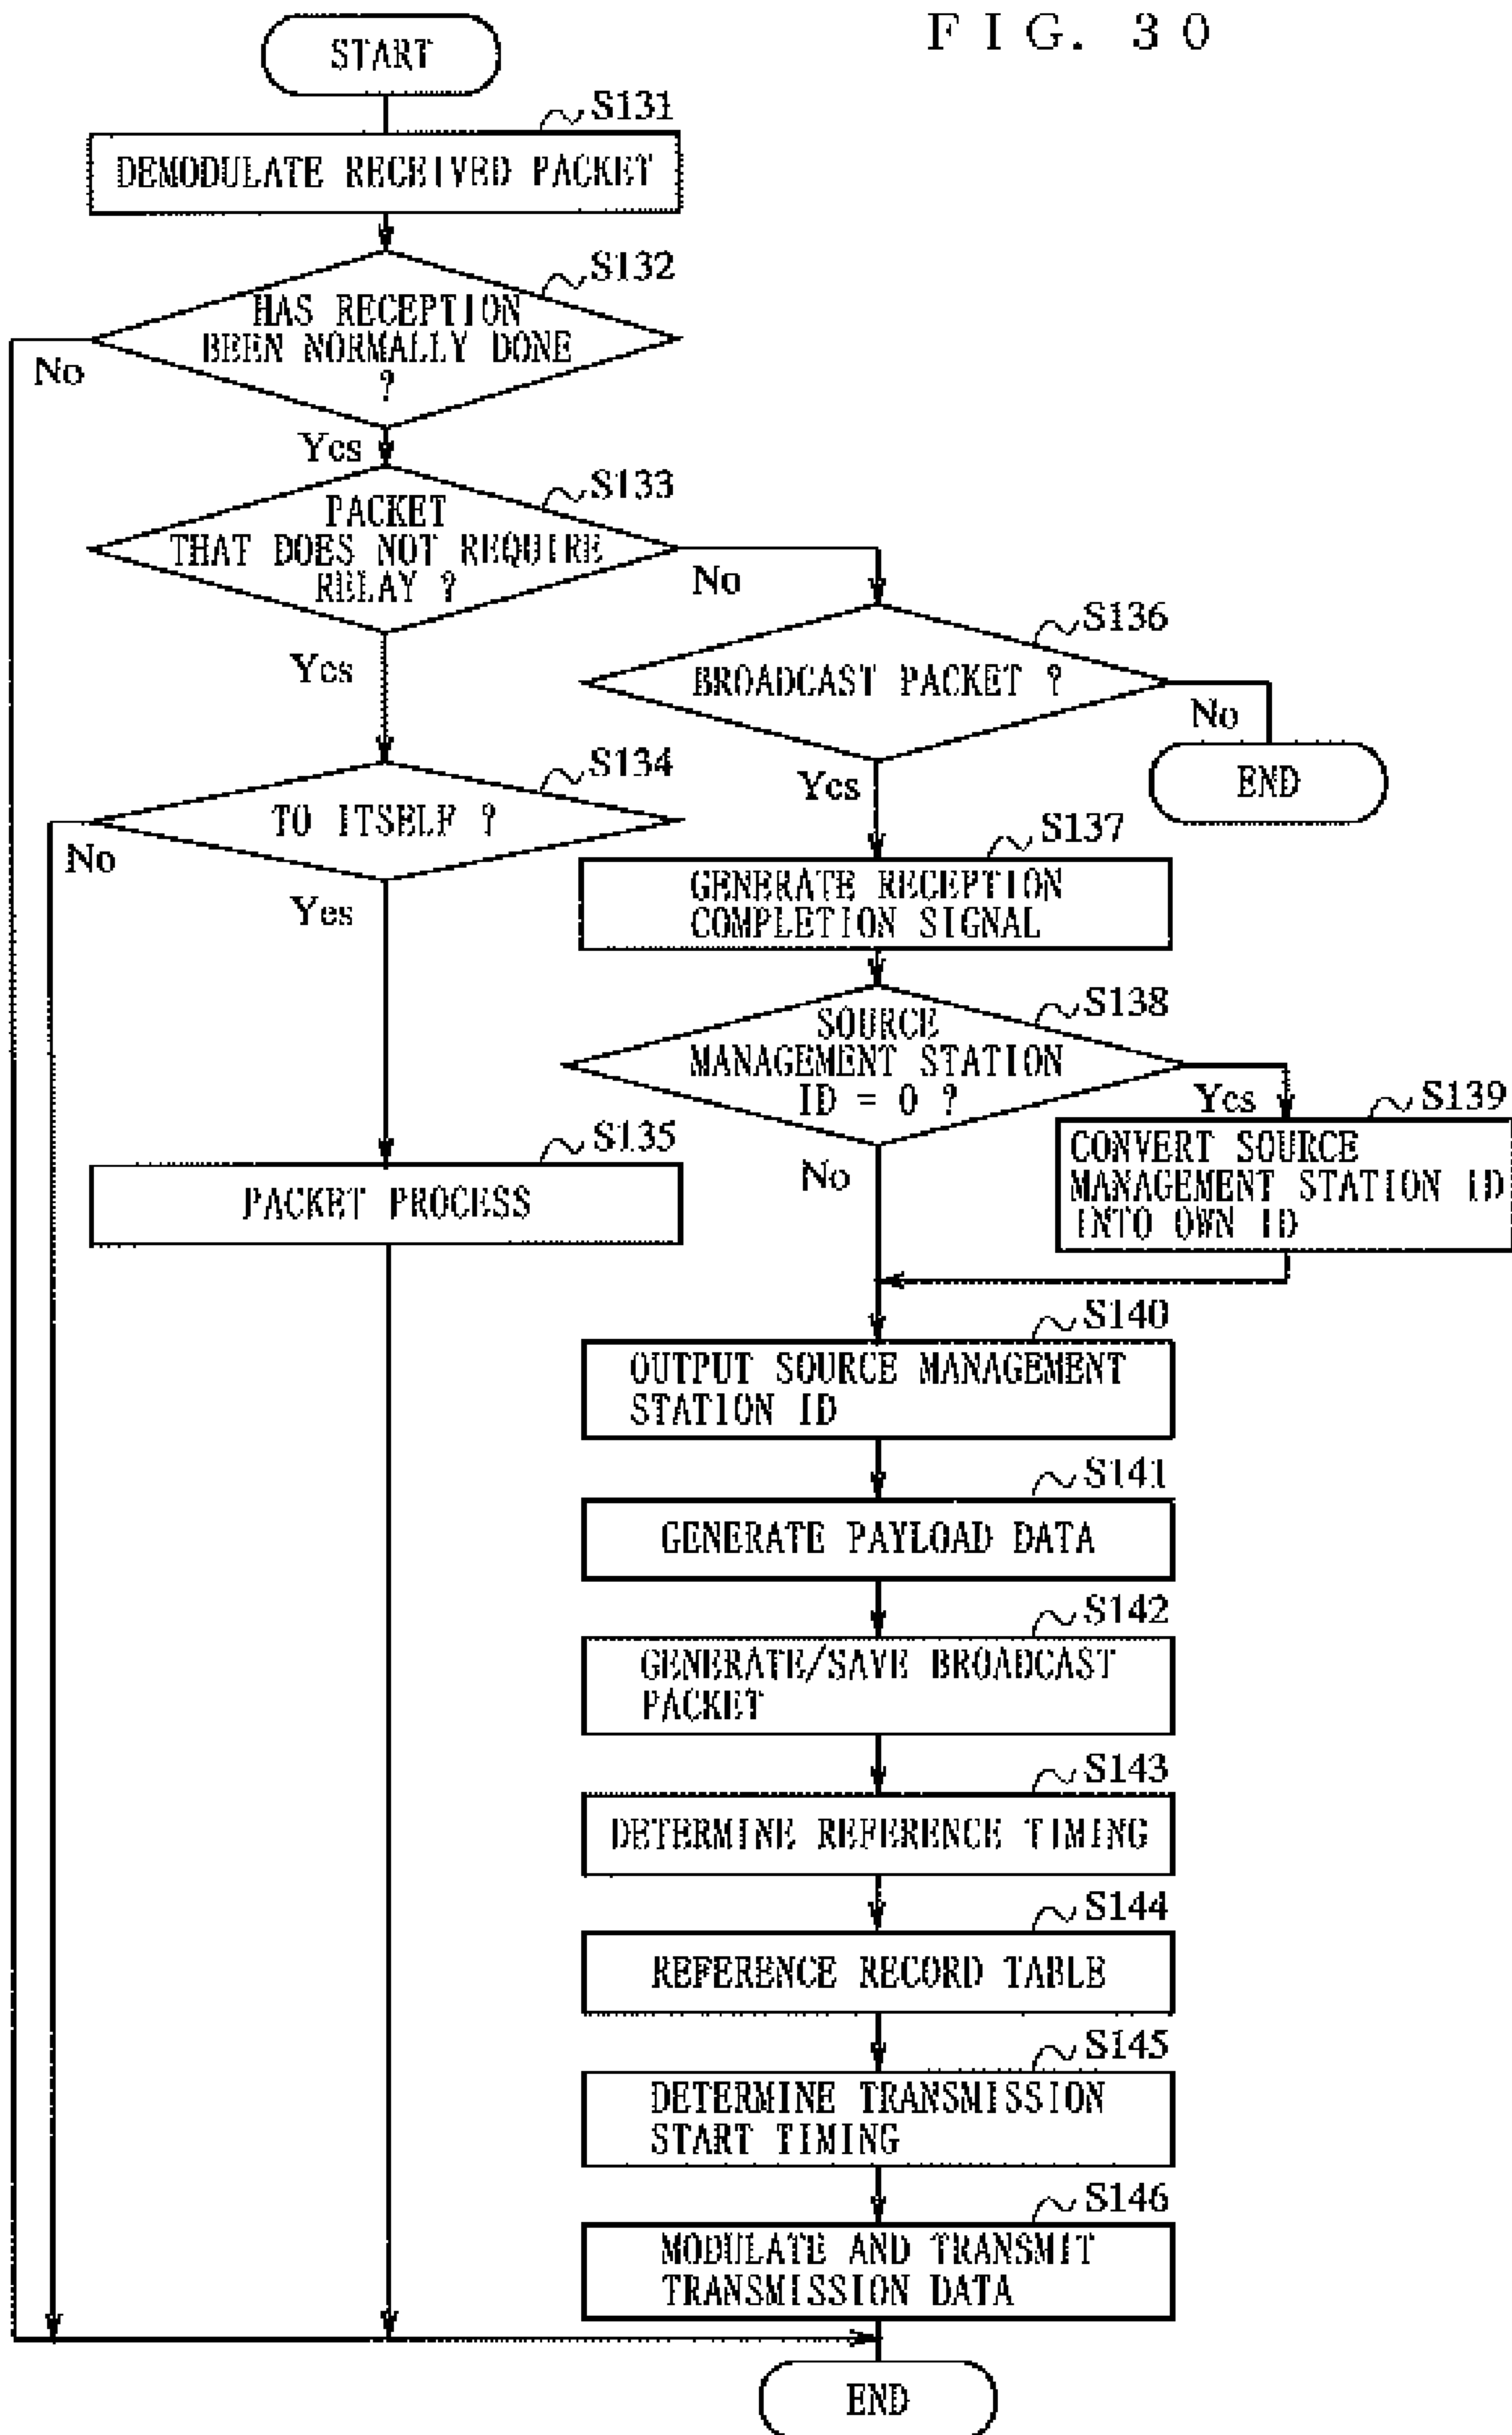 FIG. 30
START
S131
DEMODULATE RECEIVED PACKET
S132
HAS RECEPTION
BEEN NORMALLY DONE
?
No
Yes
S133
PACKET
THAT DOES NOT REQUIRE
RELAY ?
No
Yes
S136
BROADCAST PACKET ?
No
END
Yes
S134
TO ITSELF ?
No
Yes
S137
GENERATE RECEPTION
COMPLETION SIGNAL
S138
SOURCE
MANAGEMENT STATION
ID = 0 ?
Yes
S139
CONVERT SOURCE
MANAGEMENT STATION ID
INTO OWN ID
No
S135
PACKET PROCESS
S140
OUTPUT SOURCE MANAGEMENT
STATION ID
S141
GENERATE PAYLOAD DATA
S142
GENERATE/SAVE BROADCAST
PACKET
S143
DETERMINE REFERENCE TIMING
S144
REFERENCE RECORD TABLE
S145
DETERMINE TRANSMISSION
START TIMING
S146
MODULATE AND TRANSMIT
TRANSMISSION DATA
END